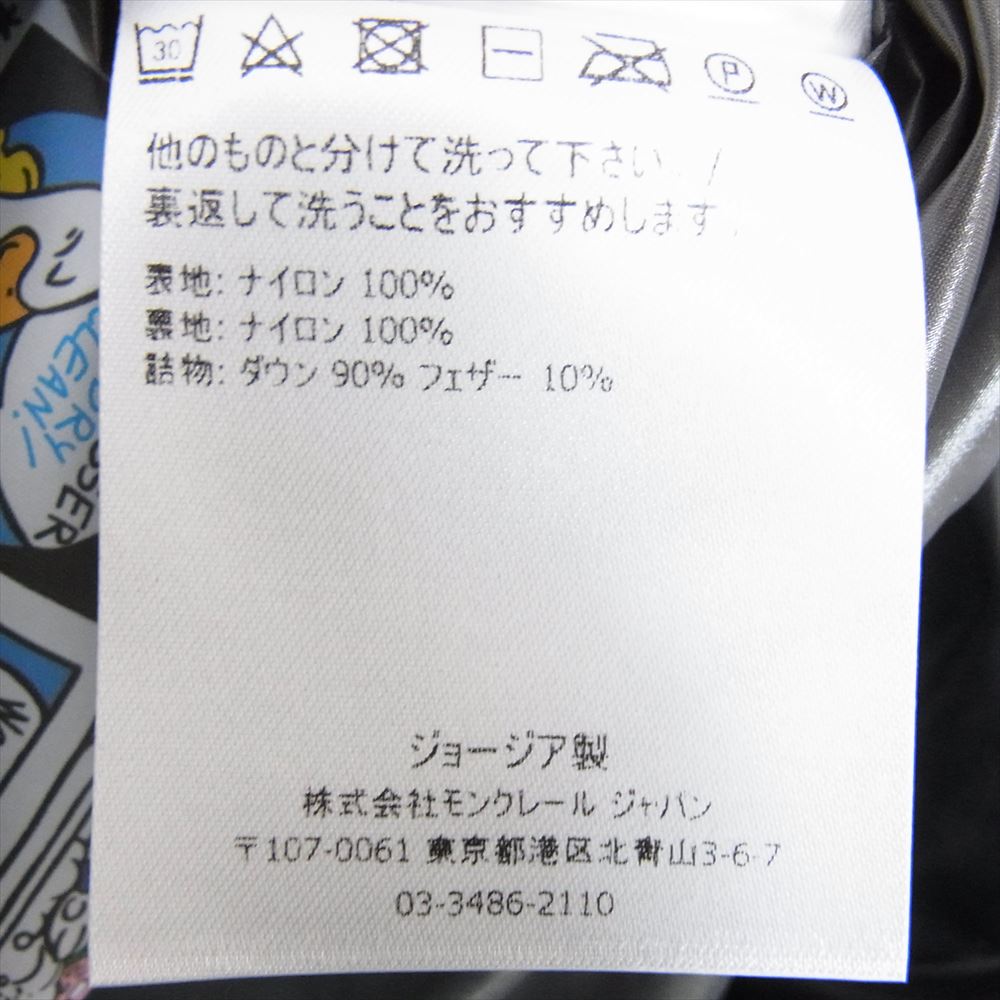 30
P
W
他のものと分けて洗って下さい. /
裏返して洗うことをおすすめします.
表地: ナイロン 100%
裏地: ナイロン 100%
詰物: ダウン 90% フェザー 10%
ジョージア製
株式会社モンクレール ジャパン
〒107-0061 東京都港区北青山3-6-7
03-3486-2110